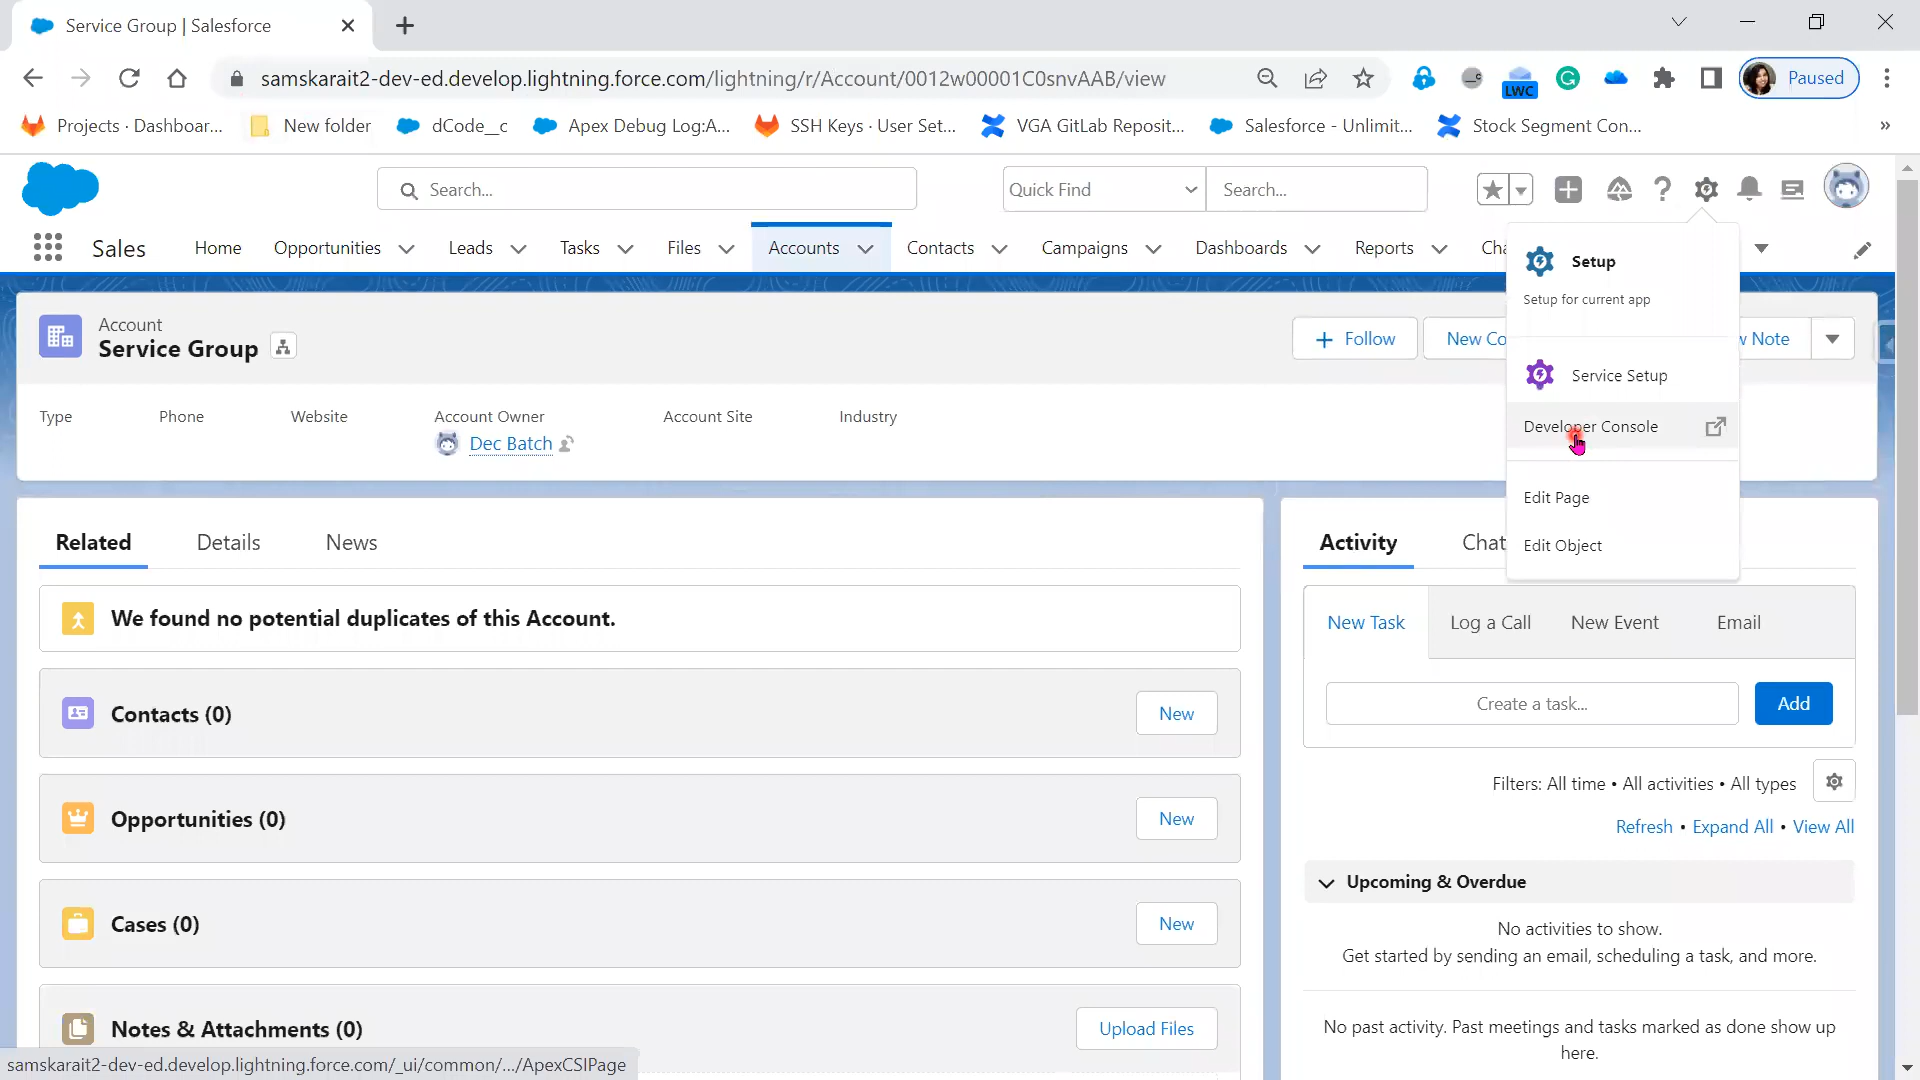 Service Group | Salesforce
samskarait2-dev-ed.develop.lightning.force.com/lightning/r/Account/0012w00001C0snvAAB/view
LWC
Paused
Projects · Dashboar...
New folder
dCode__c
Apex Debug Log:A...
SSH Keys · User Set...
VGA GitLab Reposit...
Salesforce - Unlimit...
Stock Segment Con...
»
Search...
Quick Find
Search...
Sales
Home
Opportunities
Leads
Tasks
Files
Accounts
Contacts
Campaigns
Dashboards
Reports
Cha
Setup
Setup for current app
Service Setup
Developer Console
Edit Page
Edit Object
Account
Service Group
Follow
New Co
w Note
Type
Phone
Website
Account Owner
Account Site
Industry
Dec Batch
Related
Details
News
Activity
Chat
We found no potential duplicates of this Account.
New Task
Log a Call
New Event
Email
Create a task...
Add
Contacts (0)
New
Filters: All time • All activities • All types
Refresh • Expand All • View All
Opportunities (0)
New
Upcoming & Overdue
No activities to show.
Get started by sending an email, scheduling a task, and more.
Cases (0)
New
No past activity. Past meetings and tasks marked as done show up
here.
Notes & Attachments (0)
Upload Files
samskarait2-dev-ed.develop.lightning.force.com/_ui/common/.../ApexCSIPage